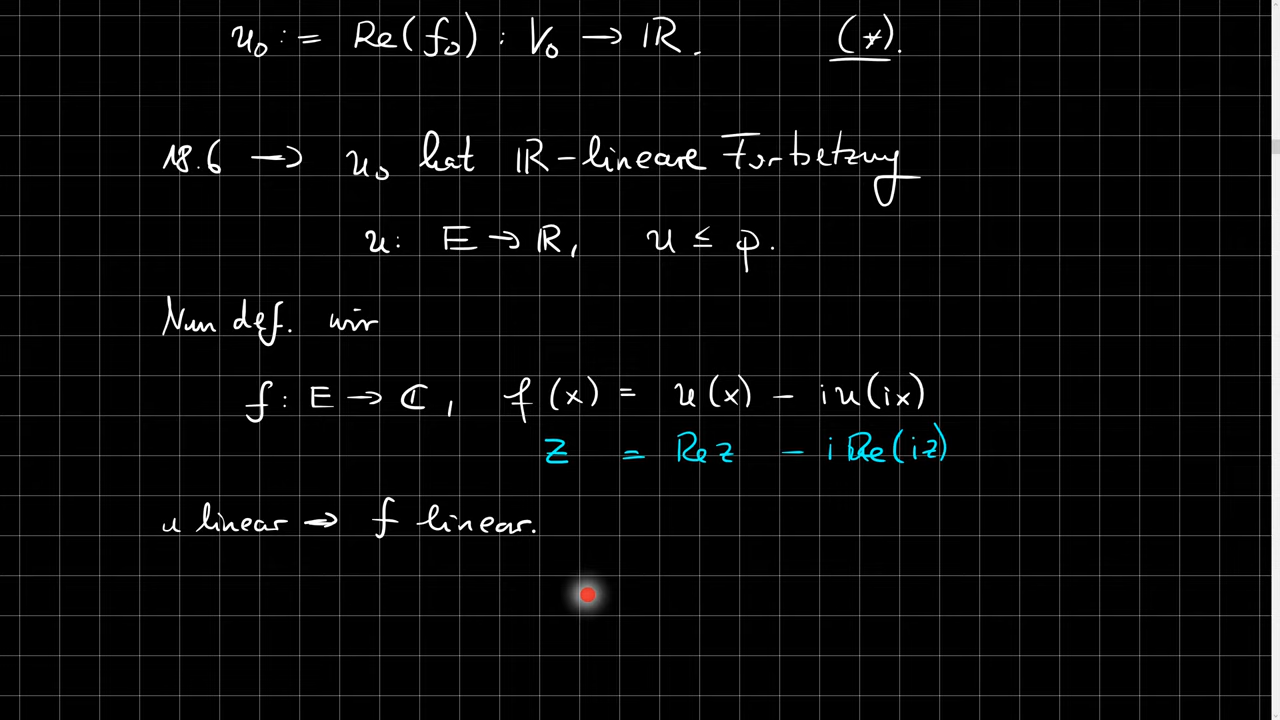 u₀ := Re(f₀) : V₀ → ℝ. (*).
18.6 → u₀ hat ℝ-lineare Fortsetzung
u: E → ℝ, u ≤ p.
Nun def. wir
f: E → ℂ, f(x) = u(x) - iu(ix)
z = Re z - i Re(iz)
u linear → f linear.